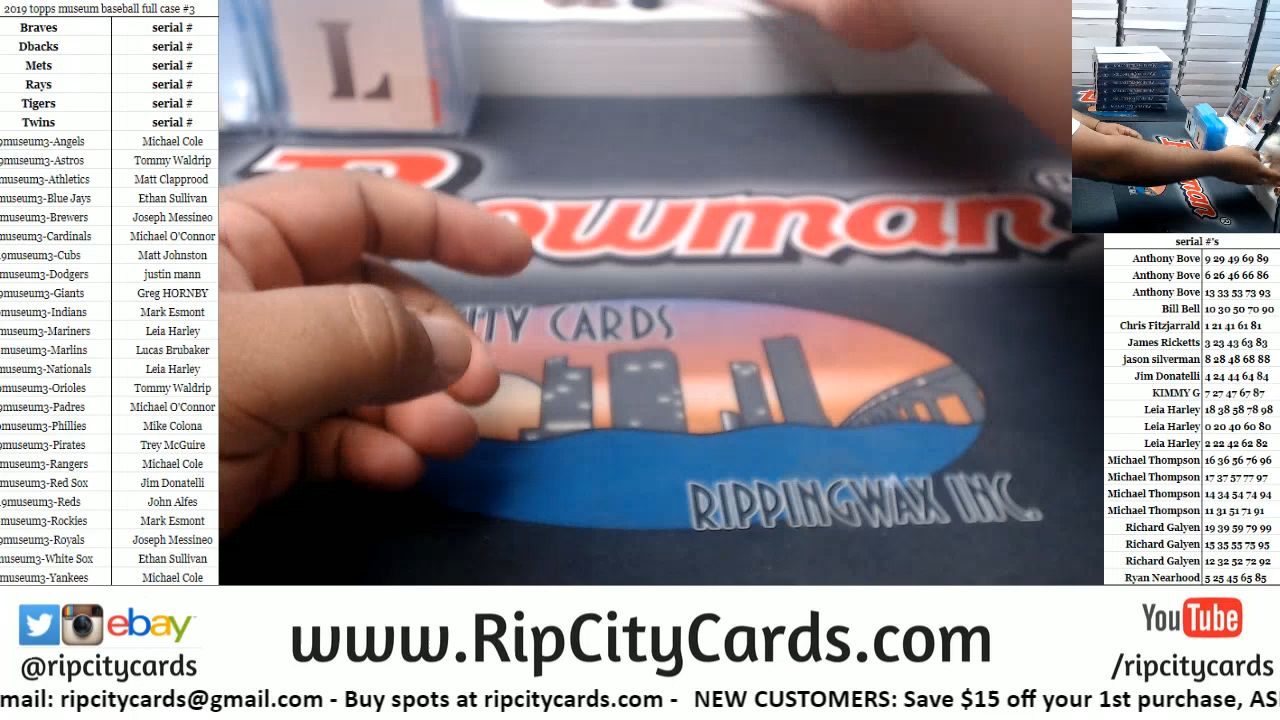 2019 topps museum baseball full case #3
Braves serial #
Dbacks serial #
Mets serial #
Rays serial #
Tigers serial #
Twins serial #
9museum3-Angels Michael Cole
9museum3-Astros Tommy Waldrip
museum3-Athletics Matt Clapprood
museum3-Blue Jays Ethan Sullivan
museum3-Brewers Joseph Messineo
museum3-Cardinals Michael O'Connor
19museum3-Cubs Matt Johnston
museum3-Dodgers justin mann
9museum3-Giants Greg HORNBY
museum3-Indians Mark Esmont
museum3-Mariners Leia Harley
museum3-Marlins Lucas Brubaker
museum3-Nationals Leia Harley
museum3-Orioles Tommy Waldrip
9museum3-Padres Michael O'Connor
museum3-Phillies Mike Colona
museum3-Pirates Trey McGuire
museum3-Rangers Michael Cole
museum3-Red Sox Jim Donatelli
19museum3-Reds John Alfes
museum3-Rockies Mark Esmont
9museum3-Royals Joseph Messineo
useum3-White Sox Ethan Sullivan
museum3-Yankees Michael Cole
L
Bowman
CITY CARDS
RIPPINGWAX INC.
serial #'s
Anthony Bove 9 29 49 69 89
Anthony Bove 6 26 46 66 86
Anthony Bove 13 33 53 73 93
Bill Bell 10 30 50 70 90
Chris Fitzjarrald 1 21 41 61 81
James Ricketts 3 23 43 63 83
jason silverman 8 28 48 68 88
Jim Donatelli 4 24 44 64 84
KIMMY G 7 27 47 67 87
Leia Harley 18 38 58 78 98
Leia Harley 0 20 40 60 80
Leia Harley 2 22 42 62 82
Michael Thompson 16 36 56 76 96
Michael Thompson 17 37 57 77 97
Michael Thompson 14 34 54 74 94
Michael Thompson 11 31 51 71 91
Richard Galyen 19 39 59 79 99
Richard Galyen 15 35 55 75 95
Richard Galyen 12 32 52 72 92
Ryan Nearhood 5 25 45 65 85
ebay
@ripcitycards
www.RipCityCards.com
YouTube
/ripcitycards
mail: ripcitycards@gmail.com - Buy spots at ripcitycards.com - NEW CUSTOMERS: Save $15 off your 1st purchase, AS